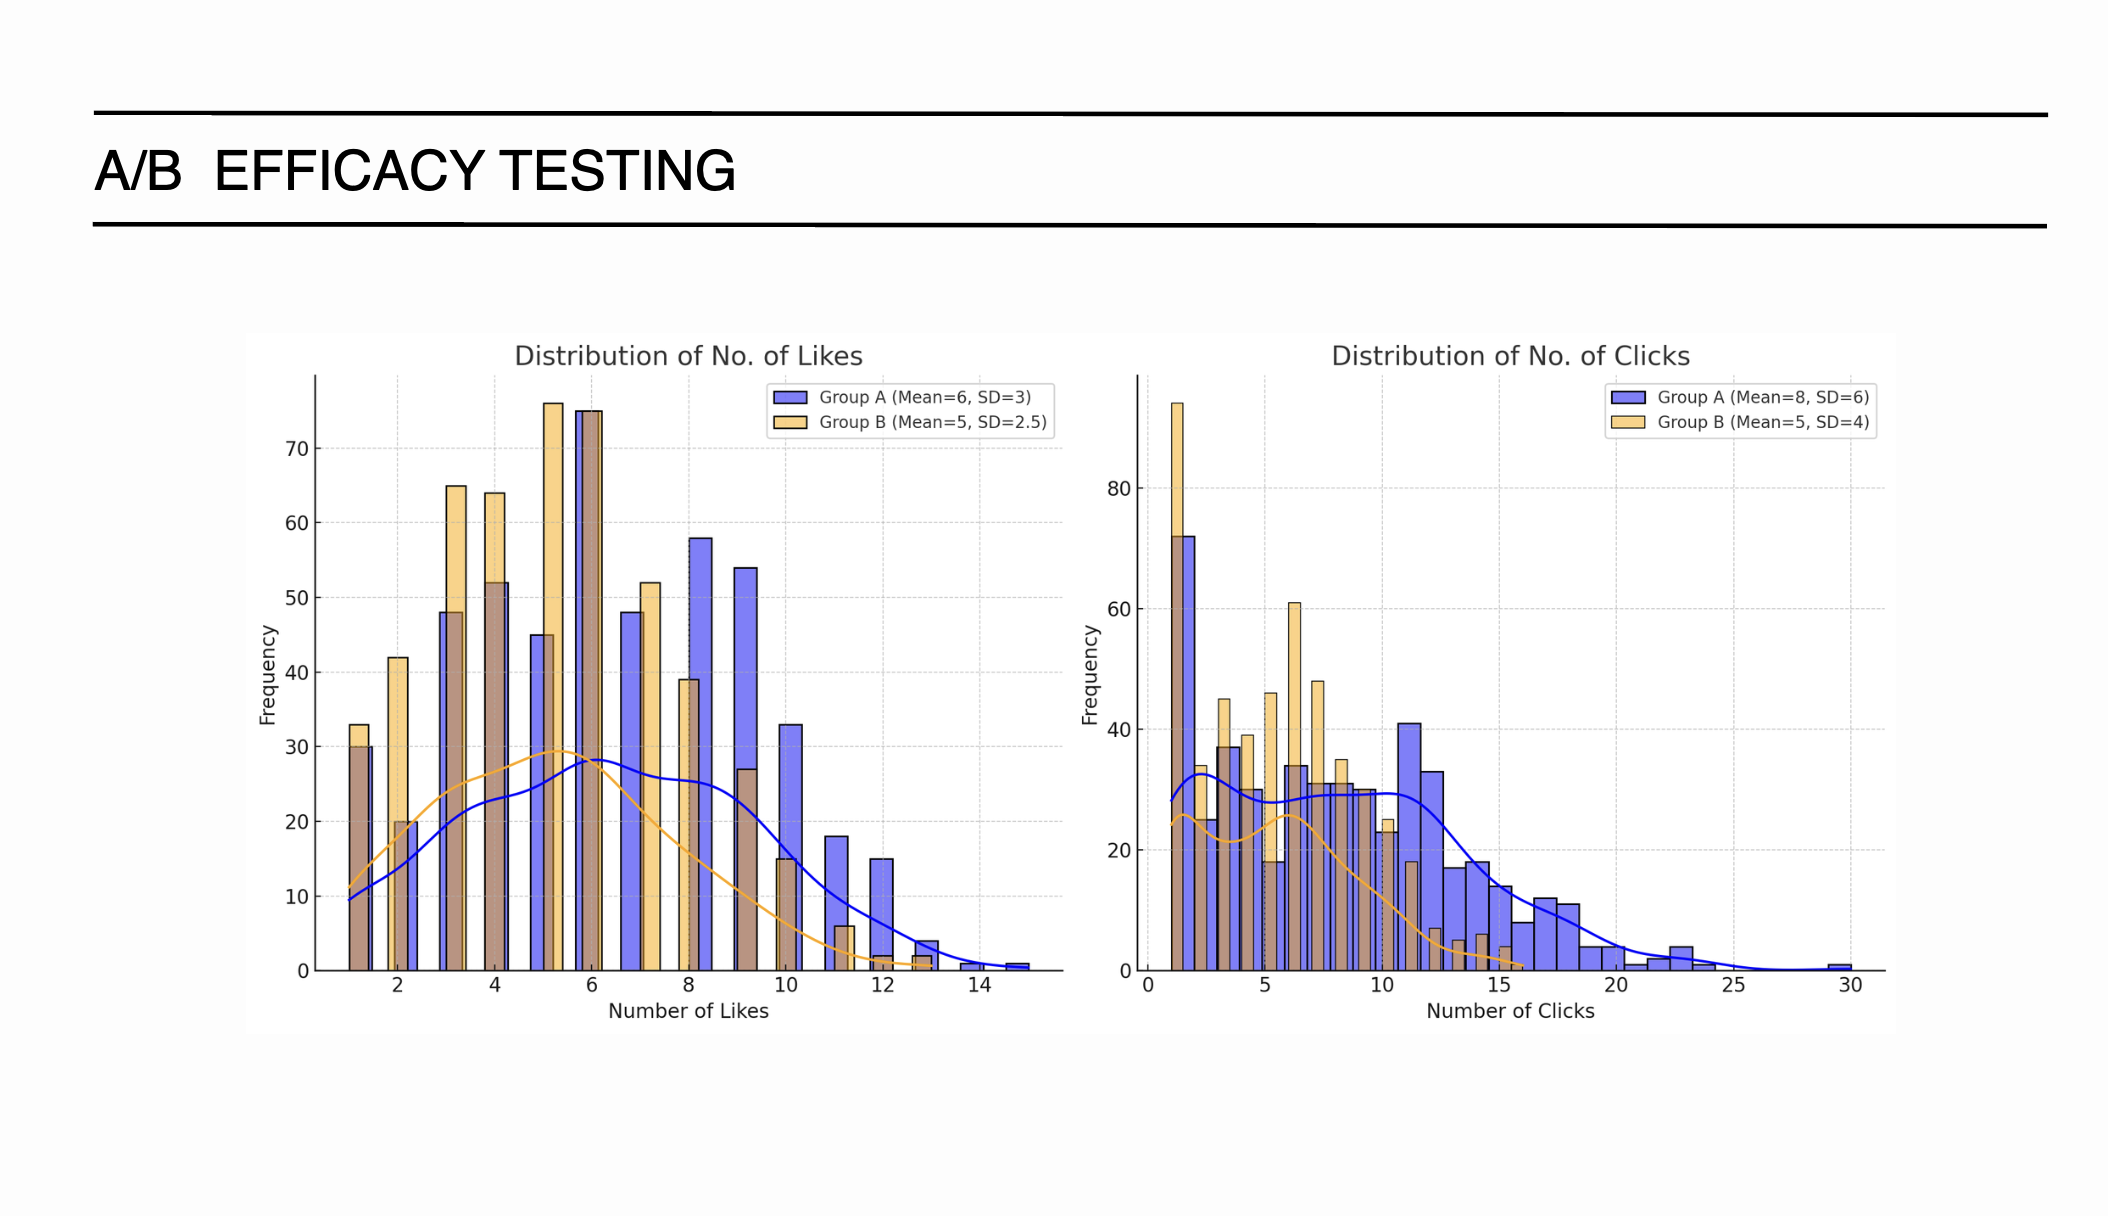 A/B EFFICACY TESTING
Distribution of No. of Likes
Group A (Mean=6, SD=3)
Group B (Mean=5, SD=2.5)
Frequency
70
60
50
40
30
20
10
0
2 4 6 8 10 12 14
Number of Likes
Distribution of No. of Clicks
Group A (Mean=8, SD=6)
Group B (Mean=5, SD=4)
Frequency
80
60
40
20
0
0 5 10 15 20 25 30
Number of Clicks